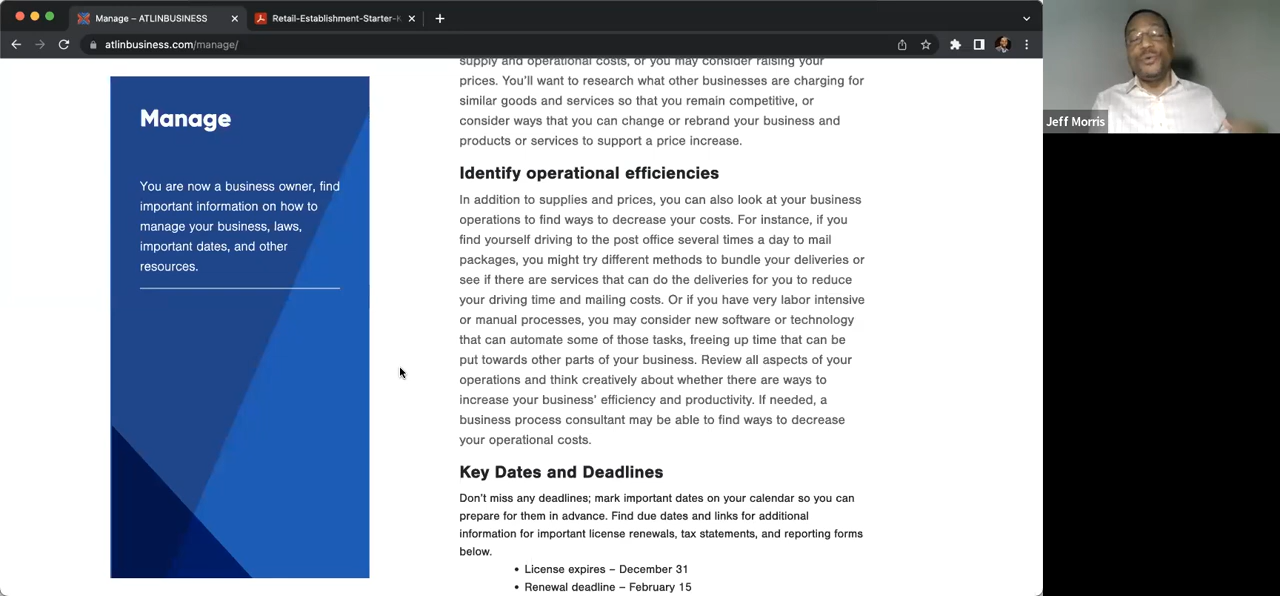 Manage – ATLINBUSINESS
Retail-Establishment-Starter-K
atlinbusiness.com/manage/
Manage
You are now a business owner, find
important information on how to
manage your business, laws,
important dates, and other
resources.
supply and operational costs, or you may consider raising your
prices. You'll want to research what other businesses are charging for
similar goods and services so that you remain competitive, or
consider ways that you can change or rebrand your business and
products or services to support a price increase.
Identify operational efficiencies
In addition to supplies and prices, you can also look at your business
operations to find ways to decrease your costs. For instance, if you
find yourself driving to the post office several times a day to mail
packages, you might try different methods to bundle your deliveries or
see if there are services that can do the deliveries for you to reduce
your driving time and mailing costs. Or if you have very labor intensive
or manual processes, you may consider new software or technology
that can automate some of those tasks, freeing up time that can be
put towards other parts of your business. Review all aspects of your
operations and think creatively about whether there are ways to
increase your business' efficiency and productivity. If needed, a
business process consultant may be able to find ways to decrease
your operational costs.
Key Dates and Deadlines
Don't miss any deadlines; mark important dates on your calendar so you can
prepare for them in advance. Find due dates and links for additional
information for important license renewals, tax statements, and reporting forms
below.
• License expires – December 31
• Renewal deadline – February 15
Jeff Morris